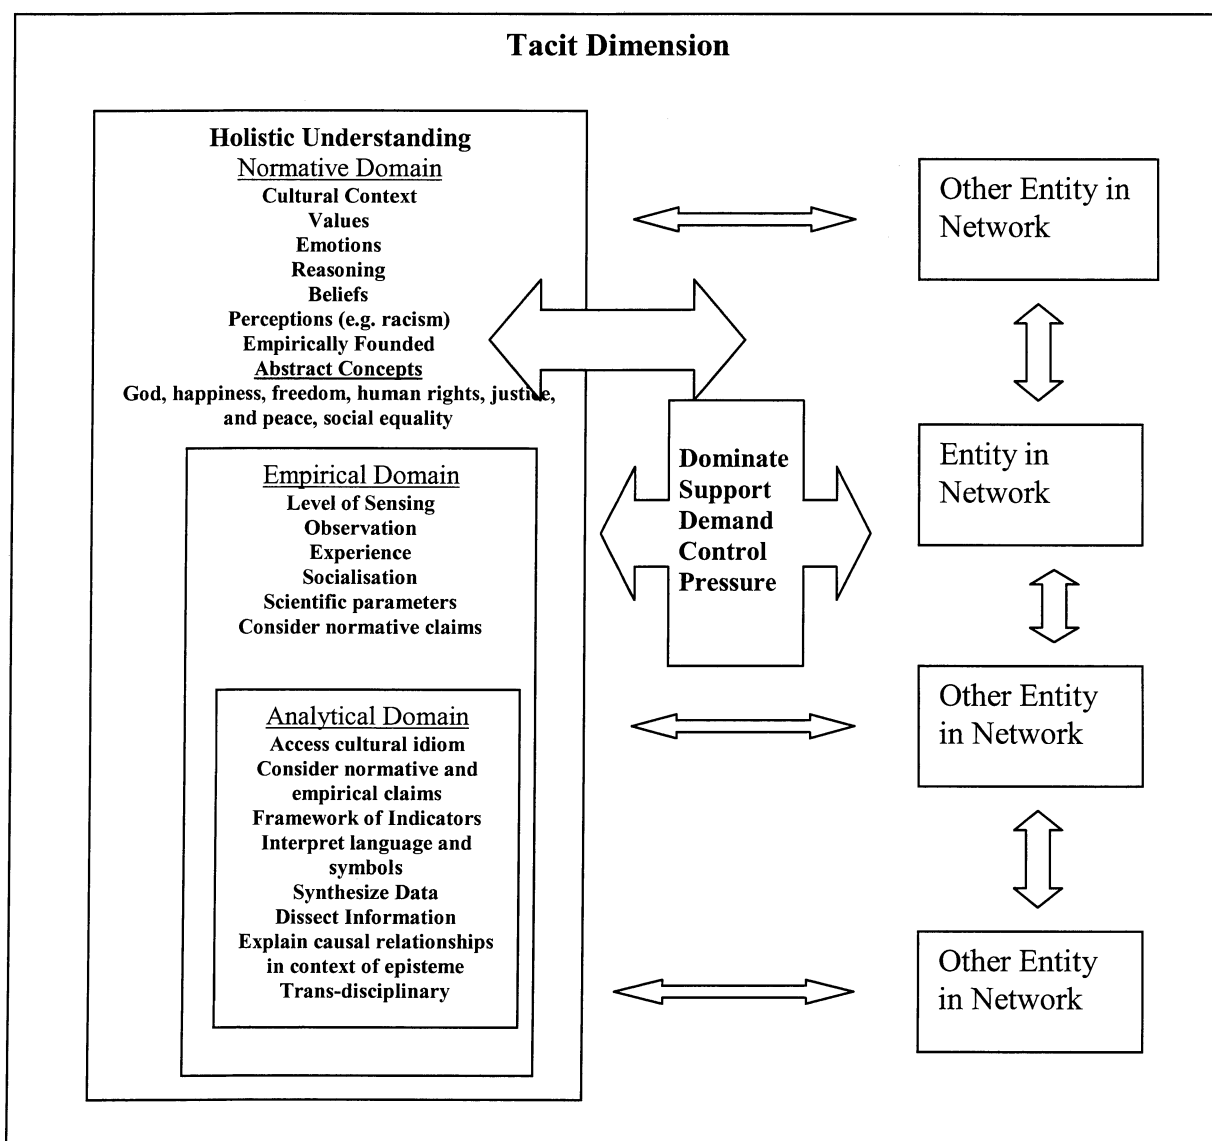 Tacit Dimension
Holistic Understanding
Normative Domain
Cultural Context
Values
Emotions
Reasoning
Beliefs
Perceptions (e.g. racism)
Empirically Founded
Abstract Concepts
God, happiness, freedom, human rights, justice,
and peace, social equality
Empirical Domain
Level of Sensing
Observation
Experience
Socialisation
Scientific parameters
Consider normative claims
Analytical Domain
Access cultural idiom
Consider normative and
empirical claims
Framework of Indicators
Interpret language and
symbols
Synthesize Data
Dissect Information
Explain causal relationships
in context of episteme
Trans-disciplinary
Dominate
Support
Demand
Control
Pressure
Other Entity in
Network
Entity in
Network
Other Entity
in Network
Other Entity
in Network